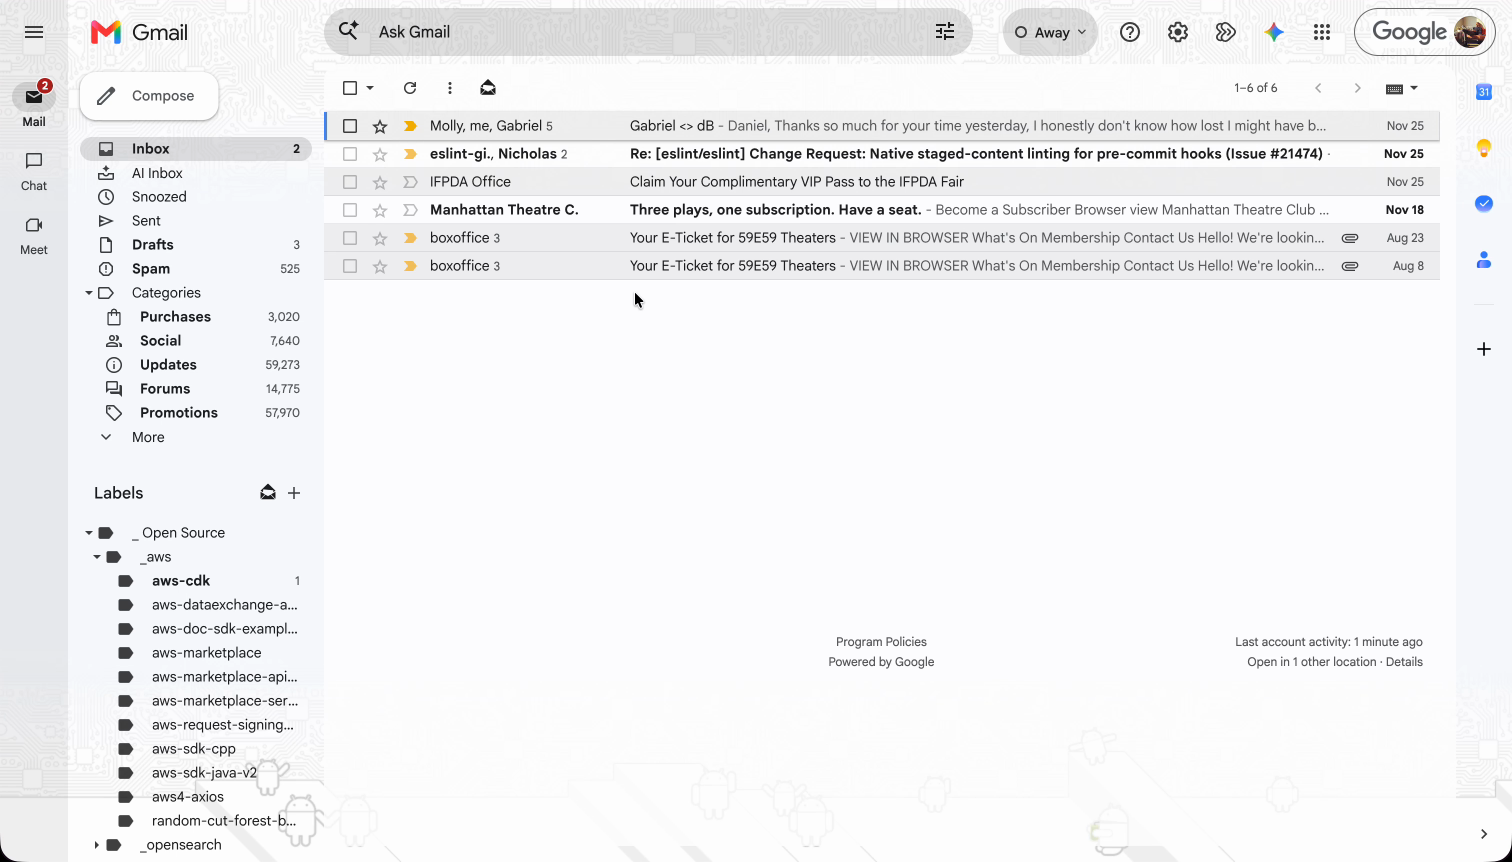 Gmail
Ask Gmail
Away
Google
2
Mail
Chat
Meet
Compose
Inbox 2
AI Inbox
Snoozed
Sent
Drafts 3
Spam 525
Categories
Purchases 3,020
Social 7,640
Updates 59,273
Forums 14,775
Promotions 57,970
More
Labels
_ Open Source
_aws
aws-cdk 1
aws-dataexchange-a...
aws-doc-sdk-exampl...
aws-marketplace
aws-marketplace-api...
aws-marketplace-ser...
aws-request-signing...
aws-sdk-cpp
aws-sdk-java-v2
aws4-axios
random-cut-forest-b...
_opensearch
1–6 of 6
Molly, me, Gabriel 5 Gabriel <> dB - Daniel, Thanks so much for your time yesterday, I honestly don't know how lost I might have b... Nov 25
eslint-gi., Nicholas 2 Re: [eslint/eslint] Change Request: Native staged-content linting for pre-commit hooks (Issue #21474) - Nov 25
IFPDA Office Claim Your Complimentary VIP Pass to the IFPDA Fair Nov 25
Manhattan Theatre C. Three plays, one subscription. Have a seat. - Become a Subscriber Browser view Manhattan Theatre Club ... Nov 18
boxoffice 3 Your E-Ticket for 59E59 Theaters - VIEW IN BROWSER What's On Membership Contact Us Hello! We're lookin... Aug 23
boxoffice 3 Your E-Ticket for 59E59 Theaters - VIEW IN BROWSER What's On Membership Contact Us Hello! We're lookin... Aug 8
Program Policies
Powered by Google
Last account activity: 1 minute ago
Open in 1 other location · Details
31